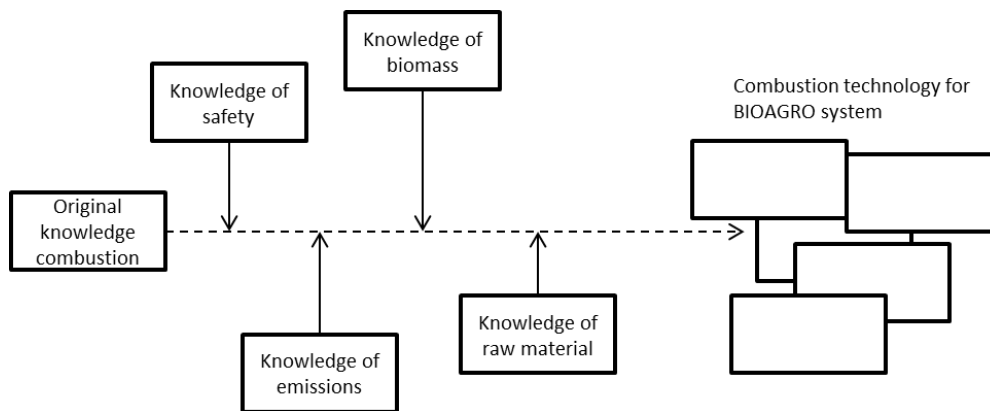 Knowledge of
biomass
Knowledge of
safety
Combustion technology for
BIOAGRO system
Original
knowledge
combustion
Knowledge of
raw material
Knowledge of
emissions